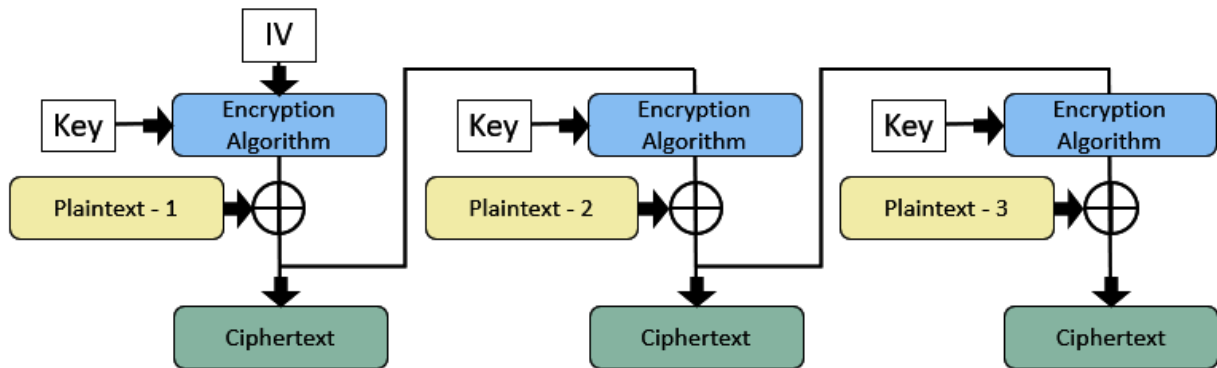 IV
Key
Encryption
Algorithm
Key
Encryption
Algorithm
Key
Encryption
Algorithm
Plaintext - 1
Plaintext - 2
Plaintext - 3
Ciphertext
Ciphertext
Ciphertext